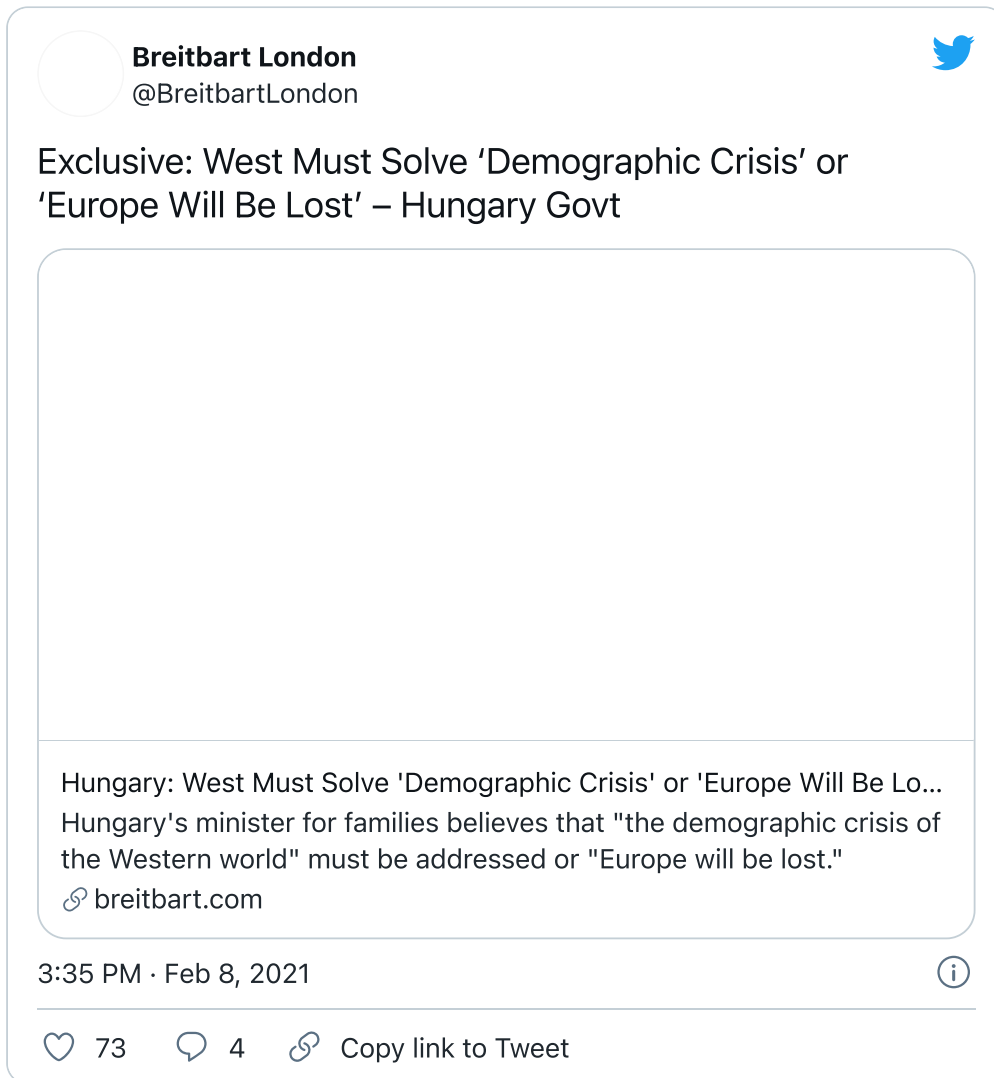 Breitbart London
@BreitbartLondon
Exclusive: West Must Solve ‘Demographic Crisis’ or
‘Europe Will Be Lost’ – Hungary Govt
Hungary: West Must Solve 'Demographic Crisis' or 'Europe Will Be Lo...
Hungary's minister for families believes that "the demographic crisis of
the Western world" must be addressed or "Europe will be lost."
breitbart.com
3:35 PM · Feb 8, 2021
73 4 Copy link to Tweet